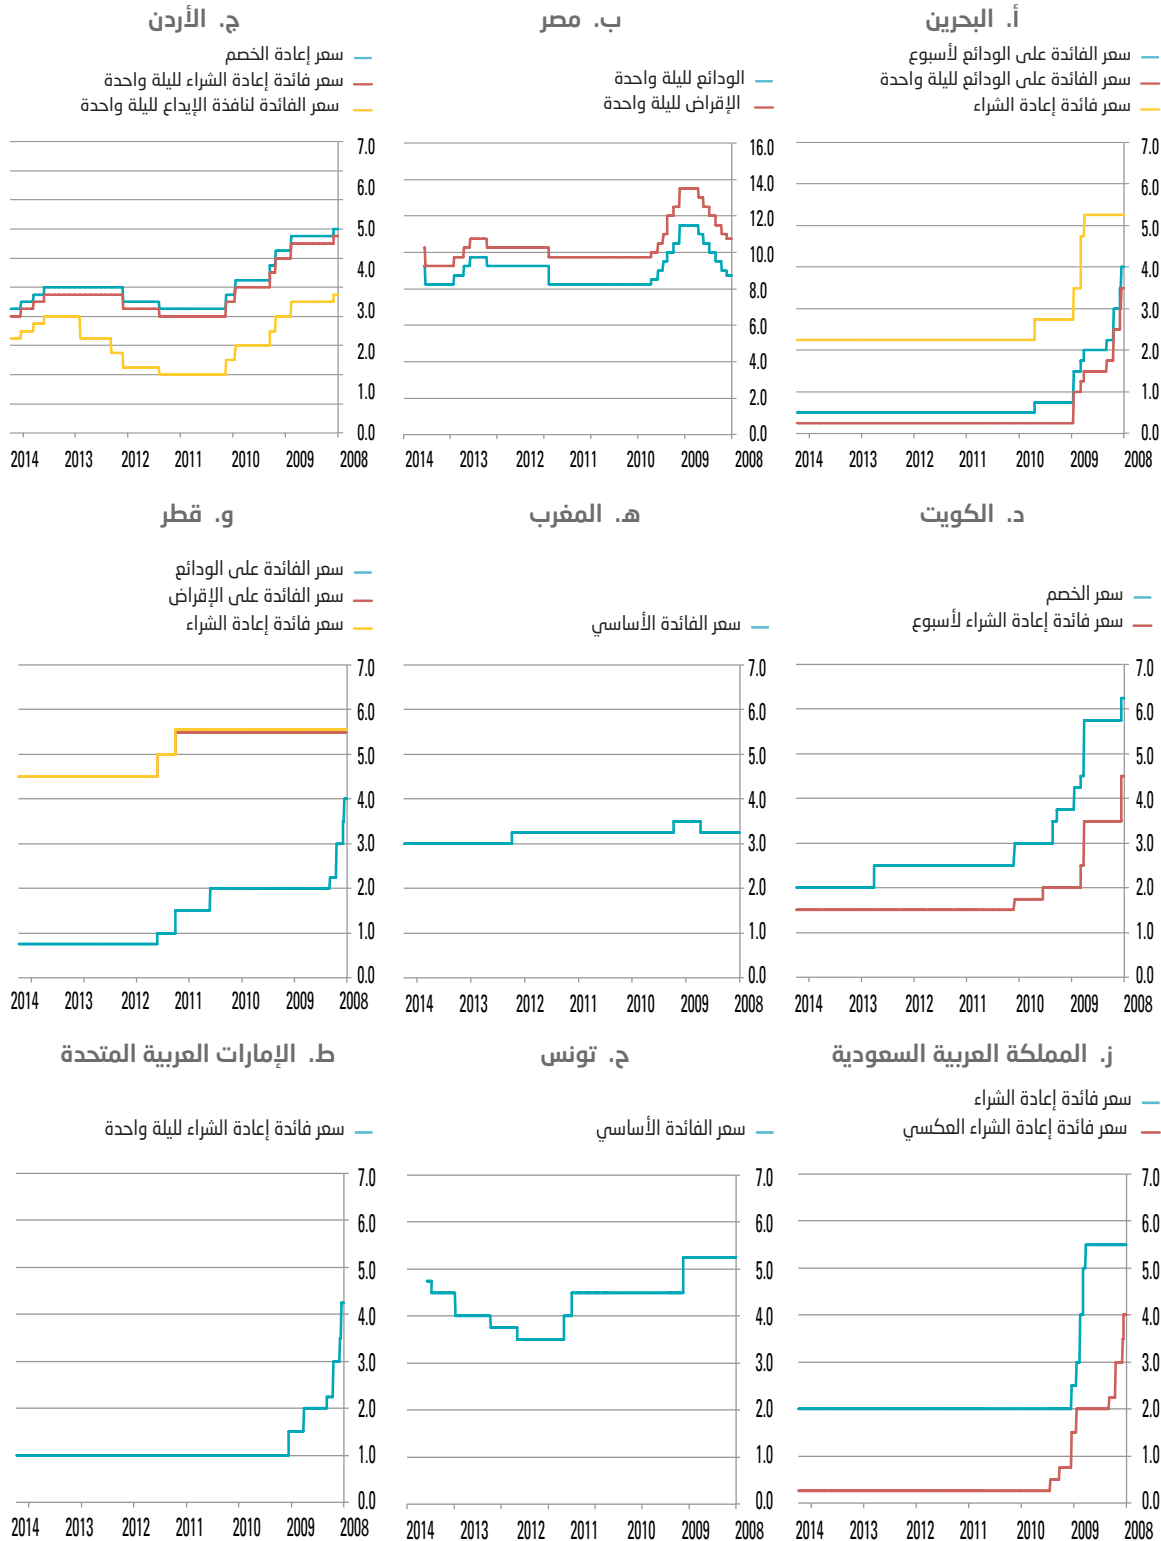 أ. البحرين
سعر الفائدة على الودائع لأسبوع
سعر الفائدة على الودائع لليلة واحدة
سعر فائدة إعادة الشراء
7.0
6.0
5.0
4.0
3.0
2.0
1.0
0.0
2014 2013 2012 2011 2010 2009 2008
ب. مصر
الودائع لليلة واحدة
الإقراض لليلة واحدة
16.0
14.0
12.0
10.0
8.0
6.0
4.0
2.0
0.0
2014 2013 2012 2011 2010 2009 2008
ج. الأردن
سعر إعادة الخصم
سعر فائدة إعادة الشراء لليلة واحدة
سعر الفائدة لنافذة الإيداع لليلة واحدة
7.0
6.0
5.0
4.0
3.0
2.0
1.0
0.0
2014 2013 2012 2011 2010 2009 2008
د. الكويت
سعر الخصم
سعر فائدة إعادة الشراء لأسبوع
7.0
6.0
5.0
4.0
3.0
2.0
1.0
0.0
2014 2013 2012 2011 2010 2009 2008
ه. المغرب
سعر الفائدة الأساسي
7.0
6.0
5.0
4.0
3.0
2.0
1.0
0.0
2014 2013 2012 2011 2010 2009 2008
و. قطر
سعر الفائدة على الودائع
سعر الفائدة على الإقراض
سعر فائدة إعادة الشراء
7.0
6.0
5.0
4.0
3.0
2.0
1.0
0.0
2014 2013 2012 2011 2010 2009 2008
ز. المملكة العربية السعودية
سعر فائدة إعادة الشراء
سعر فائدة إعادة الشراء العكسي
7.0
6.0
5.0
4.0
3.0
2.0
1.0
0.0
2014 2013 2012 2011 2010 2009 2008
ح. تونس
سعر الفائدة الأساسي
7.0
6.0
5.0
4.0
3.0
2.0
1.0
0.0
2014 2013 2012 2011 2010 2009 2008
ط. الإمارات العربية المتحدة
سعر فائدة إعادة الشراء لليلة واحدة
7.0
6.0
5.0
4.0
3.0
2.0
1.0
0.0
2014 2013 2012 2011 2010 2009 2008